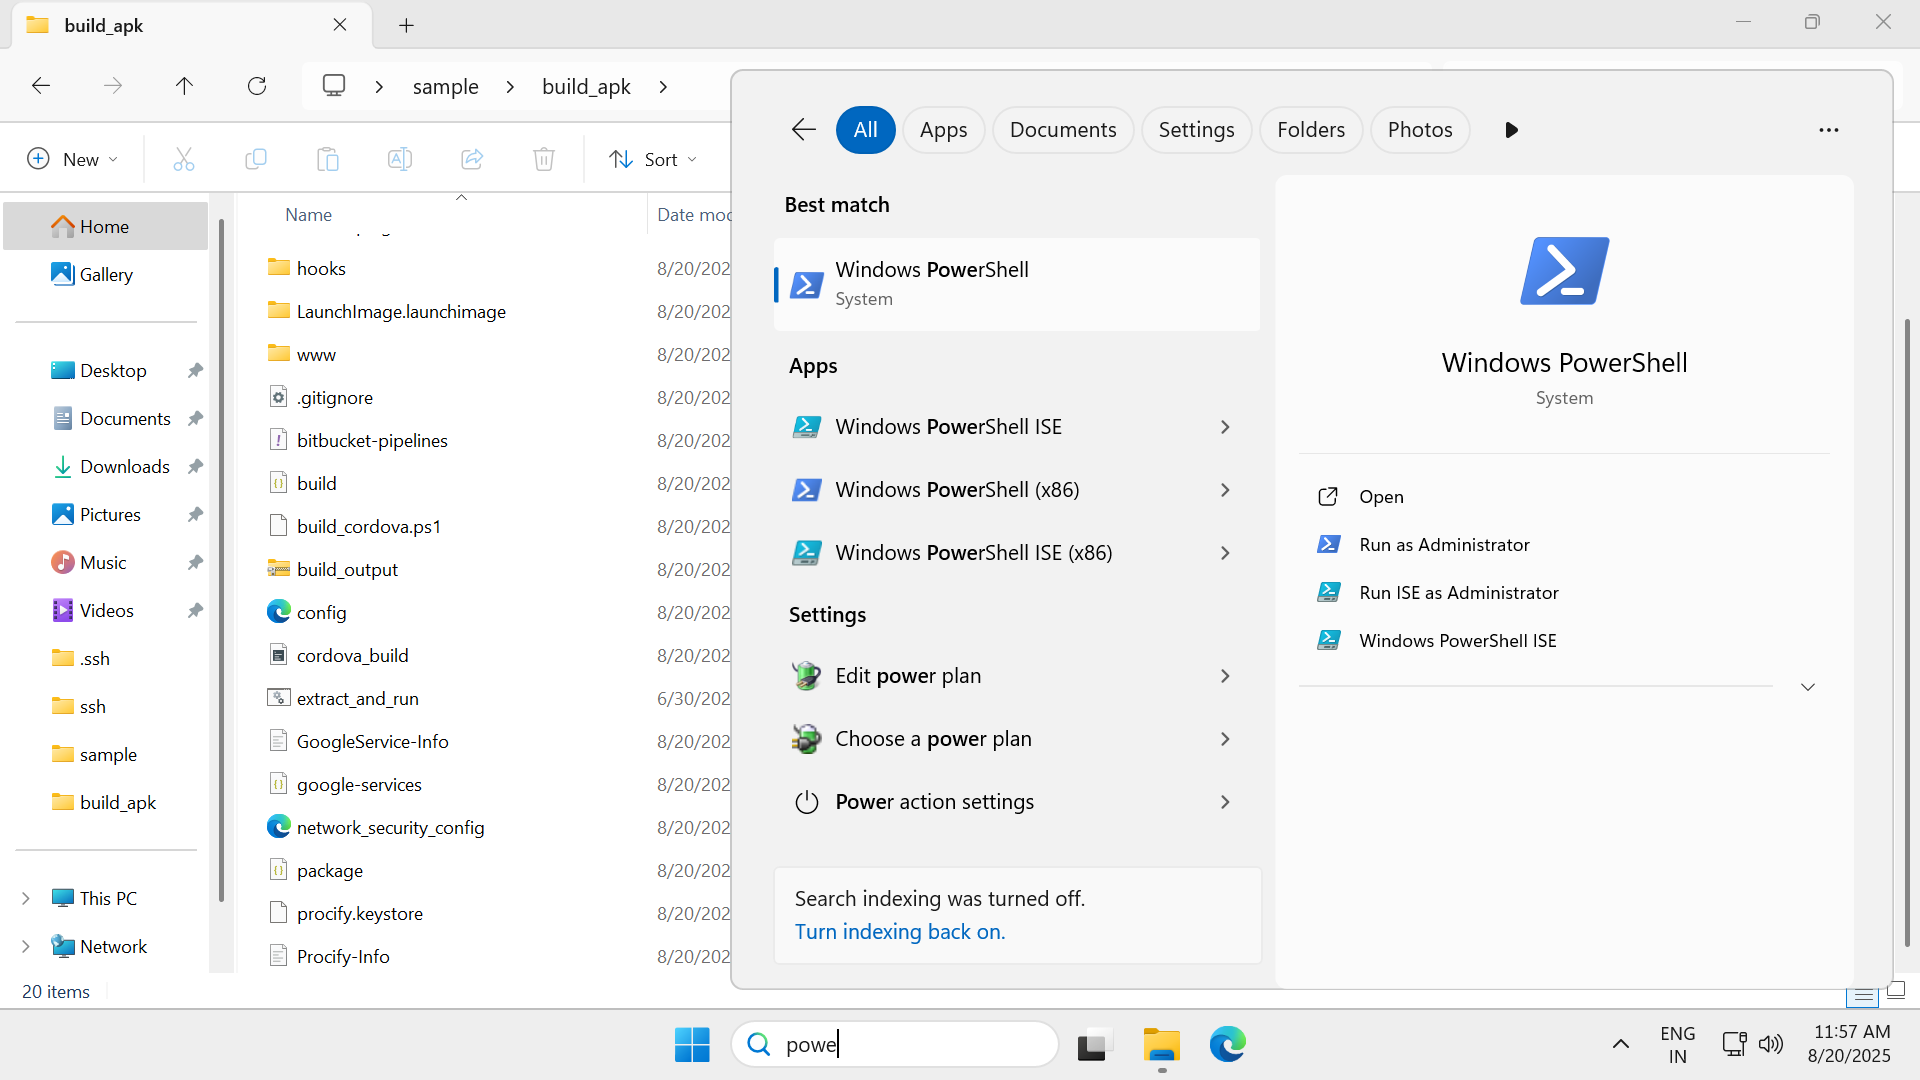 build_apk
sample
build_apk
New
Sort
Home
Gallery
Desktop
Documents
Downloads
Pictures
Music
Videos
.ssh
ssh
sample
build_apk
This PC
Network
20 items
Name
Date mod
hooks 8/20/202
LaunchImage.launchimage 8/20/202
www 8/20/202
.gitignore 8/20/202
bitbucket-pipelines 8/20/202
build 8/20/202
build_cordova.ps1 8/20/202
build_output 8/20/202
config 8/20/202
cordova_build 8/20/202
extract_and_run 6/30/202
GoogleService-Info 8/20/202
google-services 8/20/202
network_security_config 8/20/202
package 8/20/202
procify.keystore 8/20/202
Procify-Info 8/20/202
All
Apps
Documents
Settings
Folders
Photos
Best match
Windows PowerShell
System
Apps
Windows PowerShell ISE
Windows PowerShell (x86)
Windows PowerShell ISE (x86)
Settings
Edit power plan
Choose a power plan
Power action settings
Search indexing was turned off.
Turn indexing back on.
Windows PowerShell
System
Open
Run as Administrator
Run ISE as Administrator
Windows PowerShell ISE
powe
ENG
IN
11:57 AM
8/20/2025